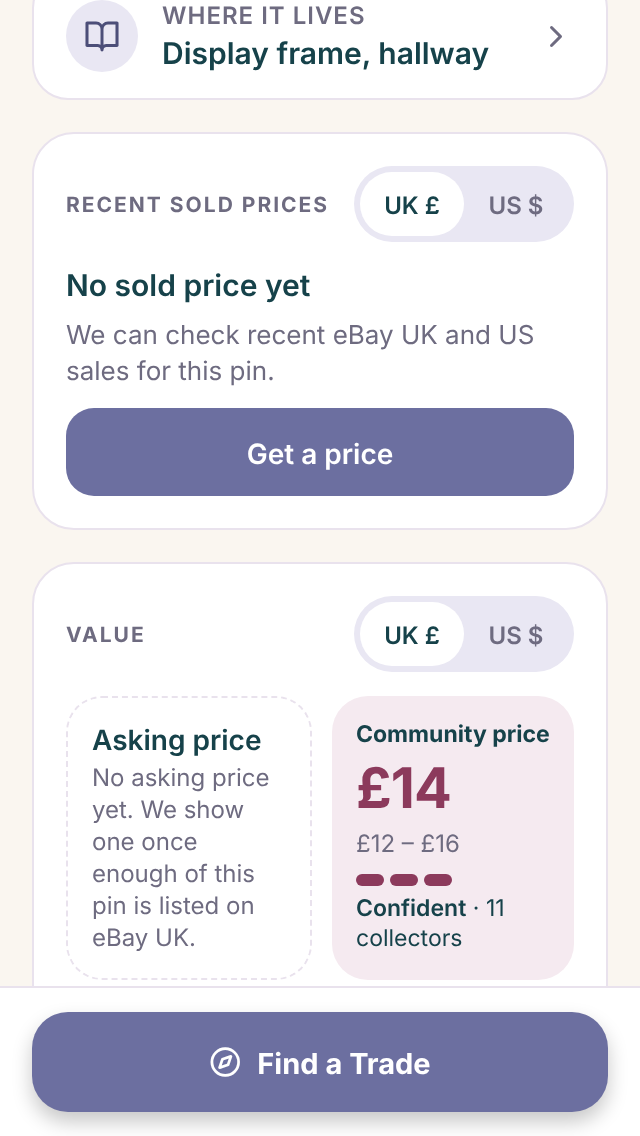 WHERE IT LIVES
Display frame, hallway
RECENT SOLD PRICES
UK £ US $
No sold price yet
We can check recent eBay UK and US
sales for this pin.
Get a price
VALUE
UK £ US $
Asking price
No asking price
yet. We show
one once
enough of this
pin is listed on
eBay UK.
Community price
£14
£12 – £16
Confident · 11
collectors
Find a Trade